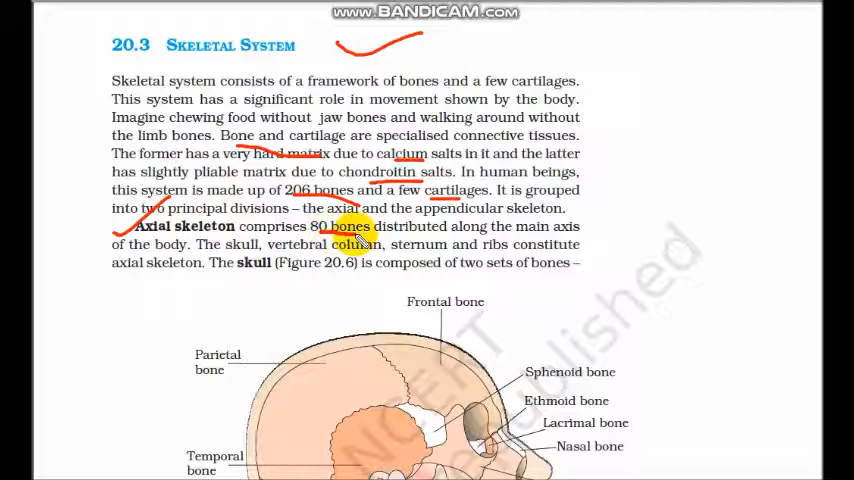 www.BANDICAM.com
20.3 SKELETAL SYSTEM
Skeletal system consists of a framework of bones and a few cartilages.
This system has a significant role in movement shown by the body.
Imagine chewing food without jaw bones and walking around without
the limb bones. Bone and cartilage are specialised connective tissues.
The former has a very hard matrix due to calcium salts in it and the latter
has slightly pliable matrix due to chondroitin salts. In human beings,
this system is made up of 206 bones and a few cartilages. It is grouped
into two principal divisions – the axial and the appendicular skeleton.
Axial skeleton comprises 80 bones distributed along the main axis
of the body. The skull, vertebral column, sternum and ribs constitute
axial skeleton. The skull (Figure 20.6) is composed of two sets of bones –
Frontal bone
Parietal
bone
Sphenoid bone
Ethmoid bone
Lacrimal bone
Nasal bone
Temporal
bone
NCERT
published